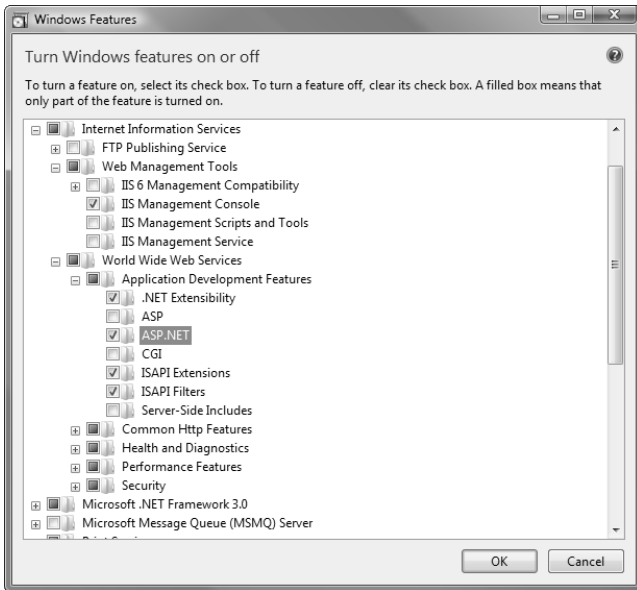 Windows Features
Turn Windows features on or off
To turn a feature on, select its check box. To turn a feature off, clear its check box. A filled box means that
only part of the feature is turned on.
Internet Information Services
FTP Publishing Service
Web Management Tools
IIS 6 Management Compatibility
IIS Management Console
IIS Management Scripts and Tools
IIS Management Service
World Wide Web Services
Application Development Features
.NET Extensibility
ASP
ASP.NET
CGI
ISAPI Extensions
ISAPI Filters
Server-Side Includes
Common Http Features
Health and Diagnostics
Performance Features
Security
Microsoft .NET Framework 3.0
Microsoft Message Queue (MSMQ) Server
OK Cancel